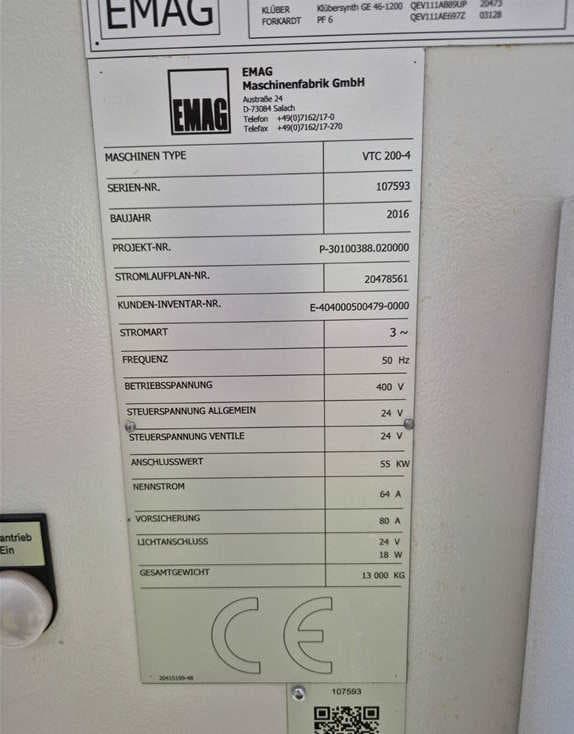 EMAG
KLÜBER Klübersynth GE 46-1200 QEV111AB89UP 20473
FORKARDT PF 6 QEV111AE697Z 03128
EMAG
EMAG
Maschinenfabrik GmbH
Austraße 24
D-73084 Salach
Telefon +49(0)7162/17-0
Telefax +49(0)7162/17-270
MASCHINEN TYPE VTC 200-4
SERIEN-NR. 107593
BAUJAHR 2016
PROJEKT-NR. P-30100388.020000
STROMLAUFPLAN-NR. 20478561
KUNDEN-INVENTAR-NR. E-404000500479-0000
STROMART 3 ~
FREQUENZ 50 Hz
BETRIEBSSPANNUNG 400 V
STEUERSPANNUNG ALLGEMEIN 24 V
STEUERSPANNUNG VENTILE 24 V
ANSCHLUSSWERT 55 KW
NENNSTROM 64 A
VORSICHERUNG 80 A
LICHTANSCHLUSS 24 V
18 W
GESAMTGEWICHT 13 000 KG
CE
20415199-48
antrieb
Ein
107593